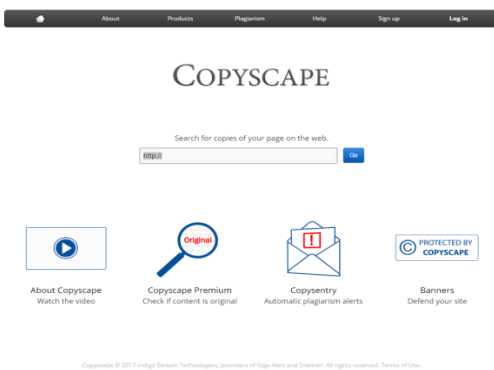 About Products Plagiarism Help Sign up Log in
COPYSCAPE
Search for copies of your page on the web.
http://
Go
Original
!
© PROTECTED BY
COPYSCAPE
About Copyscape
Watch the video
Copyscape Premium
Check if content is original
Copysentry
Automatic plagiarism alerts
Banners
Defend your site
Copyscape © 2017 Indigo Stream Technologies, providers of Giga Alert and Siteliner. All rights reserved. Terms of Use.